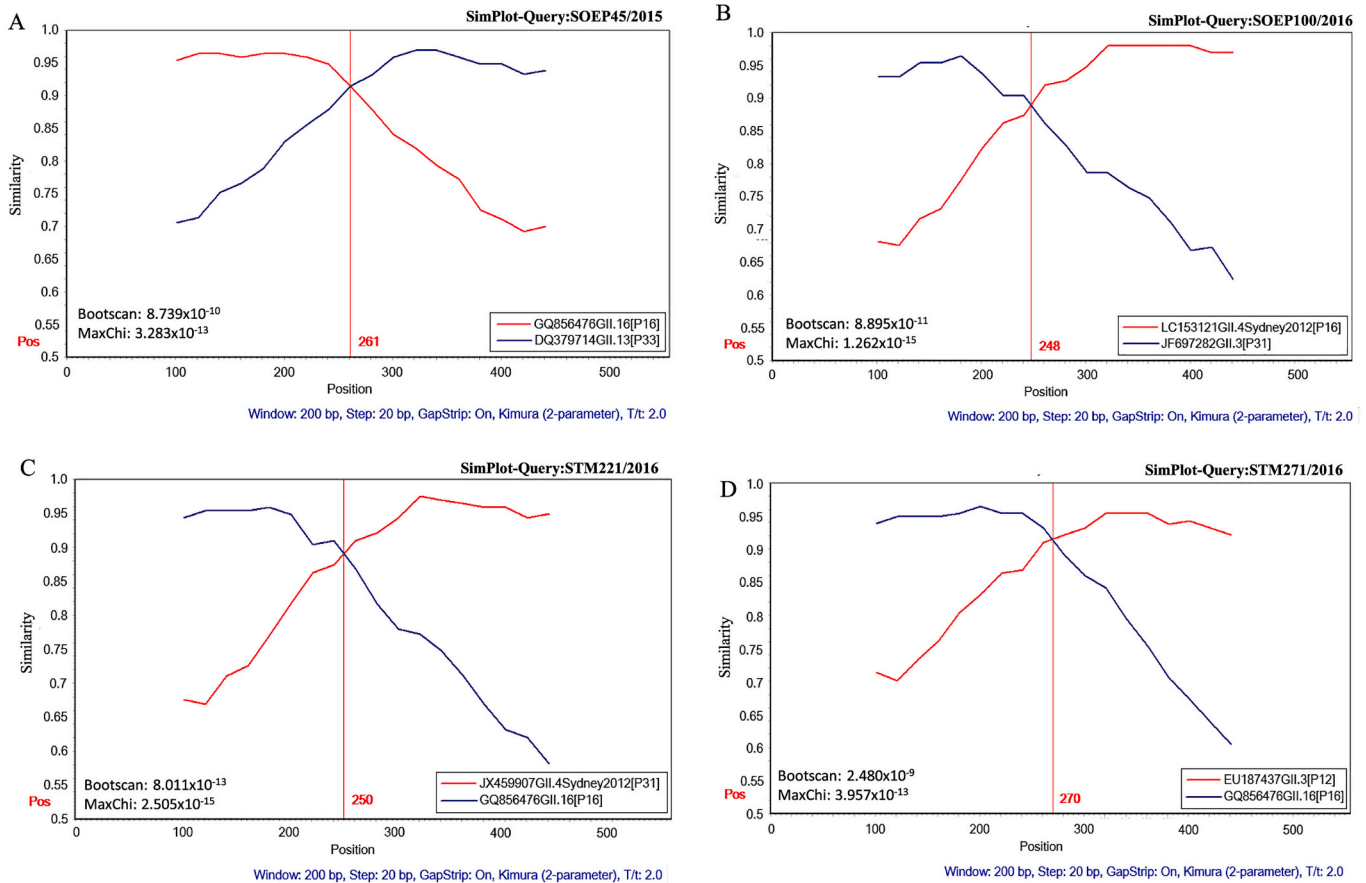 A
SimPlot-Query:SOEP45/2015
1.0
0.95
0.9
0.85
0.8
0.75
0.7
0.65
0.6
0.55
0.5
Similarity
Pos
Bootscan: 8.739x10⁻¹⁰
MaxChi: 3.283x10⁻¹³
261
GQ856476GII.16[P16]
DQ379714GII.13[P33]
0 100 200 300 400 500
Position
Window: 200 bp, Step: 20 bp, GapStrip: On, Kimura (2-parameter), T/t: 2.0
B
SimPlot-Query:SOEP100/2016
1.0
0.95
0.9
0.85
0.8
0.75
0.7
0.65
0.6
0.55
0.5
Similarity
Pos
Bootscan: 8.895x10⁻¹¹
MaxChi: 1.262x10⁻¹⁵
248
LC153121GII.4Sydney2012[P16]
JF697282GII.3[P31]
0 100 200 300 400 500
Position
Window: 200 bp, Step: 20 bp, GapStrip: On, Kimura (2-parameter), T/t: 2.0
C
SimPlot-Query:STM221/2016
1.0
0.95
0.9
0.85
0.8
0.75
0.7
0.65
0.6
0.55
0.5
Similarity
Pos
Bootscan: 8.011x10⁻¹³
MaxChi: 2.505x10⁻¹⁵
250
JX459907GII.4Sydney2012[P31]
GQ856476GII.16[P16]
0 100 200 300 400 500
Position
Window: 200 bp, Step: 20 bp, GapStrip: On, Kimura (2-parameter), T/t: 2.0
D
SimPlot-Query:STM271/2016
1.0
0.95
0.9
0.85
0.8
0.75
0.7
0.65
0.6
0.55
0.5
Similarity
Pos
Bootscan: 2.480x10⁻⁹
MaxChi: 3.957x10⁻¹³
270
EU187437GII.3[P12]
GQ856476GII.16[P16]
0 100 200 300 400 500
Position
Window: 200 bp, Step: 20 bp, GapStrip: On, Kimura (2-parameter), T/t: 2.0